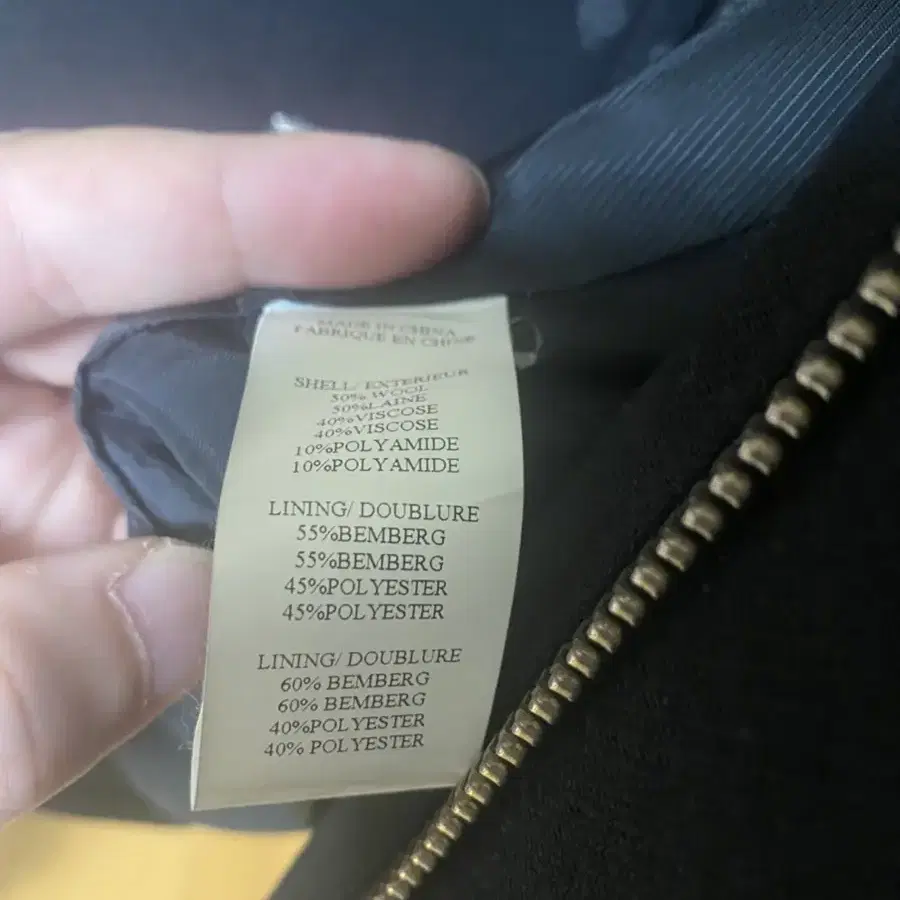 MADE IN CHINA
FABRIQUE EN CHINE
SHELL/ EXTERIEUR
50% WOOL
50%LAINE
40%VISCOSE
40%VISCOSE
10%POLYAMIDE
10%POLYAMIDE
LINING/ DOUBLURE
55%BEMBERG
55%BEMBERG
45%POLYESTER
45%POLYESTER
LINING/ DOUBLURE
60% BEMBERG
60% BEMBERG
40%POLYESTER
40% POLYESTER